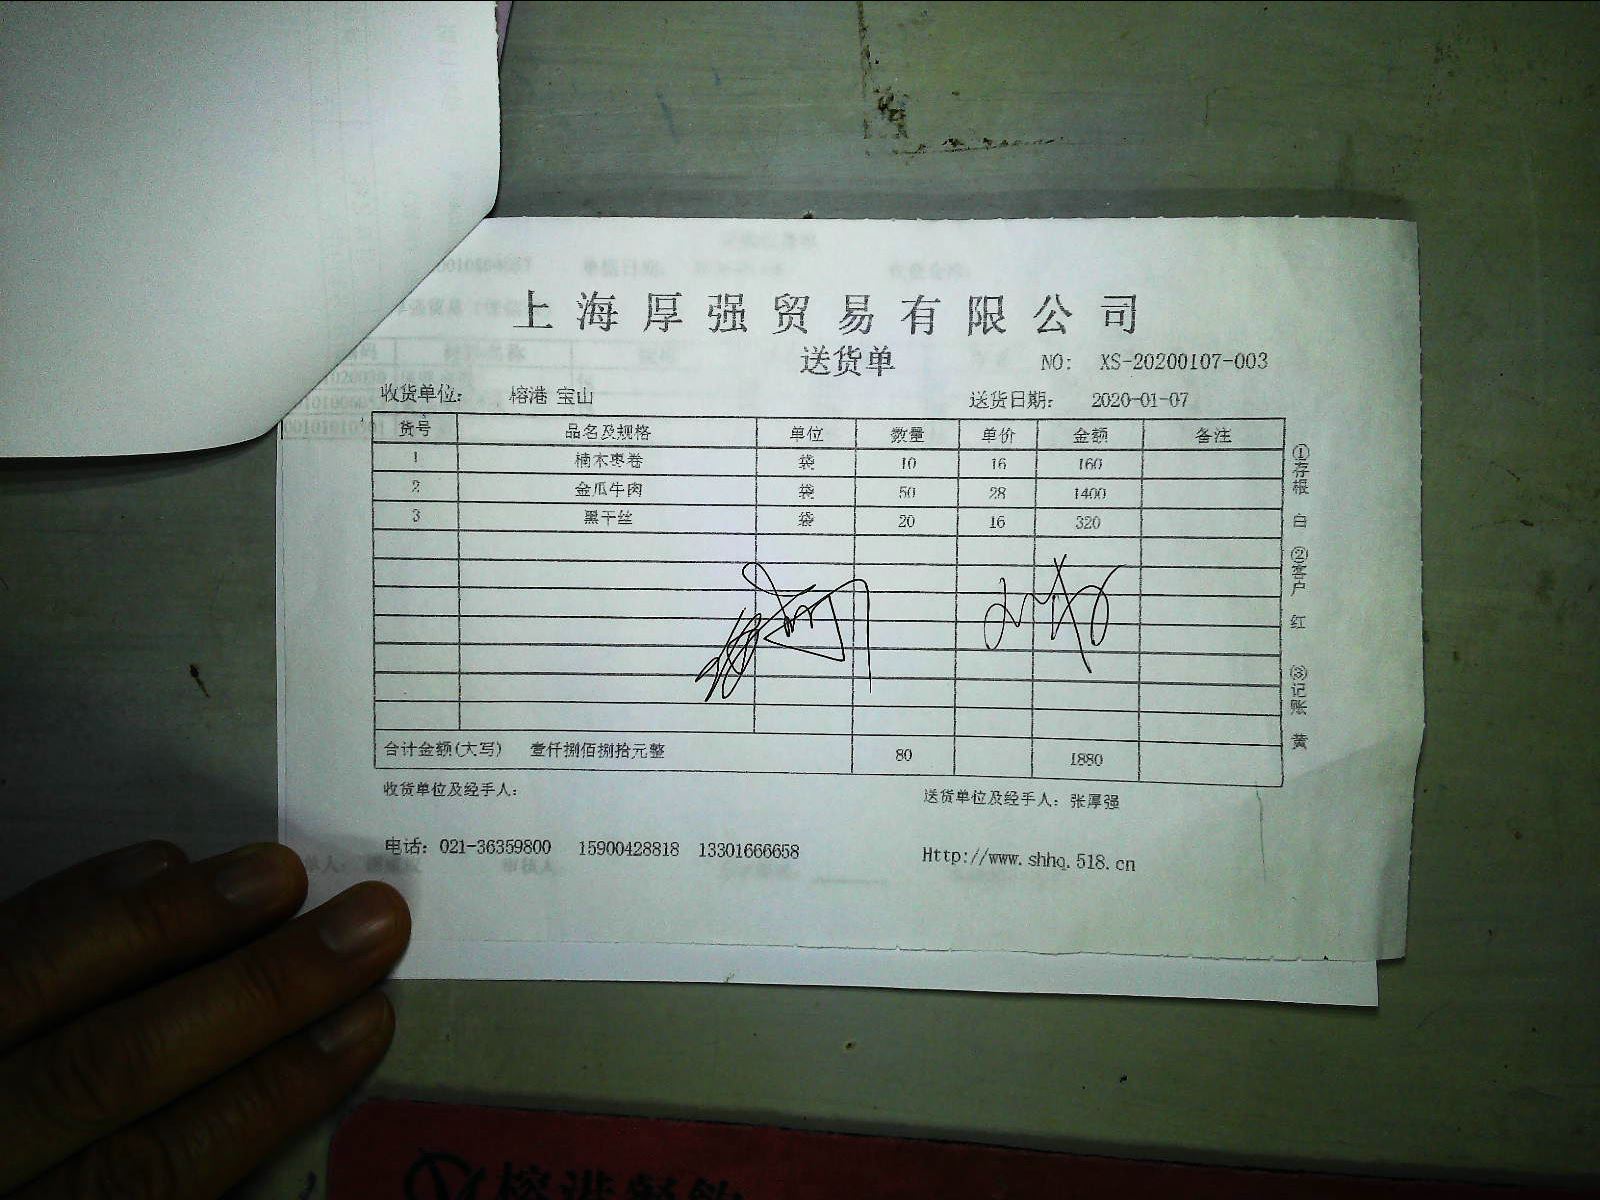 上海厚强贸易有限公司
送货单 NO: XS-20200107-003
收货单位: 榕港 宝山 送货日期: 2020-01-07
货号 品名及规格 单位 数量 单价 金额 备注
1 楠木枣卷 袋 10 16 160
2 金瓜牛肉 袋 50 28 1400
3 黑干丝 袋 20 16 320
合计金额(大写) 壹仟捌佰捌拾元整 80 1880
收货单位及经手人: 送货单位及经手人: 张厚强
电话: 021-36359800 15900428818 13301666658 Http://www.shhq.518.cn
①存根 白 ②客户 红 ③记账 黄
榕港餐饮